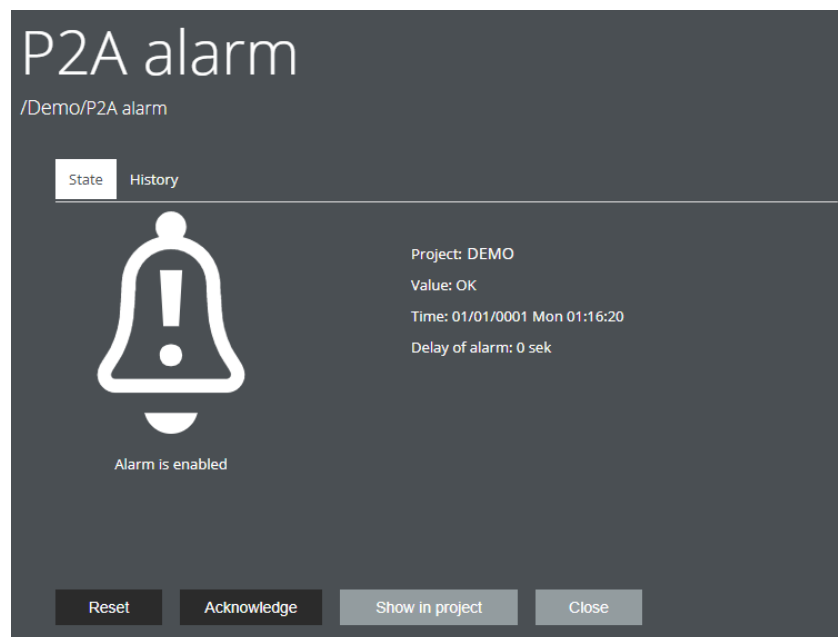 P2A alarm
/Demo/P2A alarm
State History
Project: DEMO
Value: OK
Time: 01/01/0001 Mon 01:16:20
Delay of alarm: 0 sek
Alarm is enabled
Reset Acknowledge Show in project Close